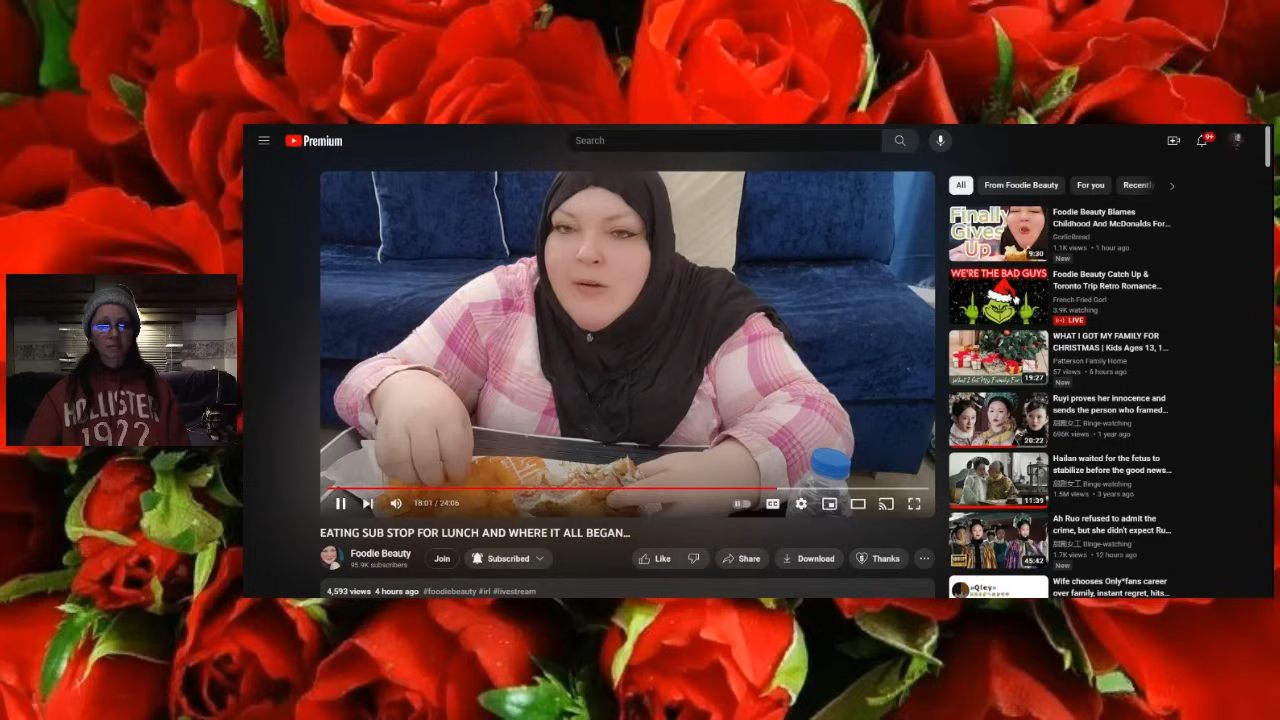 Premium
Search
9+
All
From Foodie Beauty
For you
Recentl
Finally
Gives
Up
9:30
Foodie Beauty Blames
Childhood And McDonalds For...
GorlieBread
1.1K views • 1 hour ago
New
WE'RE THE BAD GUYS
Foodie Beauty Catch Up &
Toronto Trip Retro Romance...
French Fried Gorl
3.9K watching
LIVE
19:27
WHAT I GOT MY FAMILY FOR
CHRISTMAS | Kids Ages 13, 1...
Patterson Family Home
57 views • 6 hours ago
New
20:22
Ruyi proves her innocence and
sends the person who framed...
Binge-watching
696K views • 1 year ago
11:39
Hailan waited for the fetus to
stabilize before the good news...
Binge-watching
1.5M views • 3 years ago
45:42
Ah Ruo refused to admit the
crime, but she didn't expect Ru...
Binge-watching
1.7K views • 12 hours ago
New
Wife chooses Only*fans career
over family, instant regret, hits...
HOLLISTER
1922
18:01 / 24:06
CC
EATING SUB STOP FOR LUNCH AND WHERE IT ALL BEGAN...
Foodie Beauty
95.9K subscribers
Join
Subscribed
Like
Share
Download
Thanks
4,593 views 4 hours ago #foodiebeauty #irl #livestream